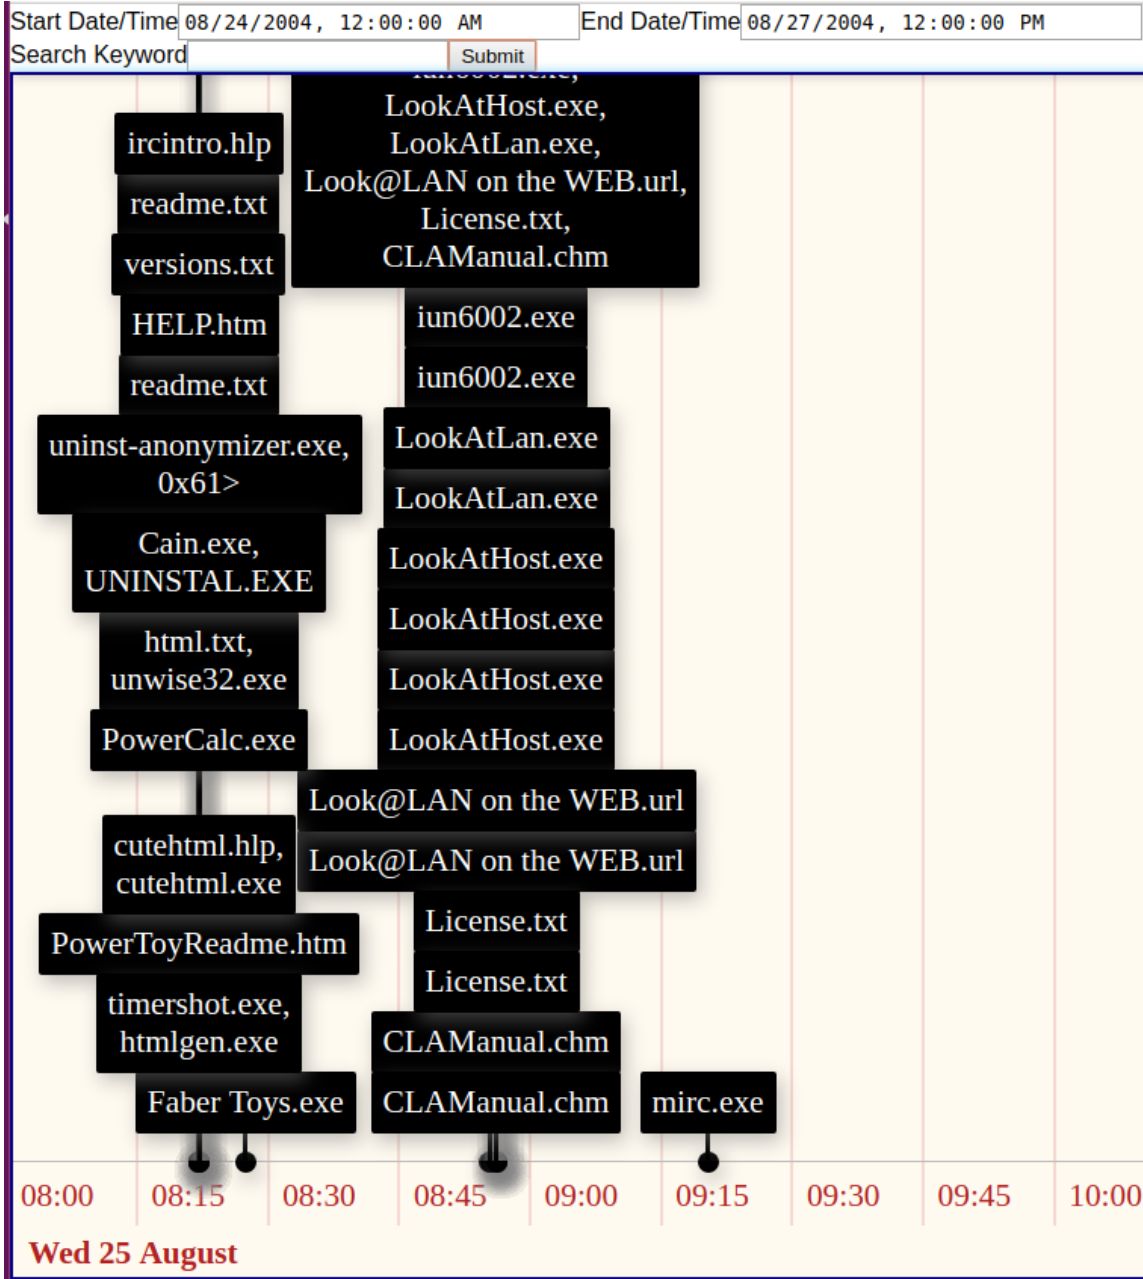 Start Date/Time 08/24/2004, 12:00:00 AM End Date/Time 08/27/2004, 12:00:00 PM
Search Keyword Submit
ircintro.hlp
readme.txt
versions.txt
HELP.htm
readme.txt
uninst-anonymizer.exe,
0x61>
Cain.exe,
UNINSTAL.EXE
html.txt,
unwise32.exe
PowerCalc.exe
cutehtml.hlp,
cutehtml.exe
PowerToyReadme.htm
timershot.exe,
htmlgen.exe
Faber Toys.exe
iun6002.exe,
LookAtHost.exe,
LookAtLan.exe,
Look@LAN on the WEB.url,
License.txt,
CLAManual.chm
iun6002.exe
iun6002.exe
LookAtLan.exe
LookAtLan.exe
LookAtHost.exe
LookAtHost.exe
LookAtHost.exe
LookAtHost.exe
Look@LAN on the WEB.url
Look@LAN on the WEB.url
License.txt
License.txt
CLAManual.chm
CLAManual.chm
mirc.exe
08:00 08:15 08:30 08:45 09:00 09:15 09:30 09:45 10:00
Wed 25 August